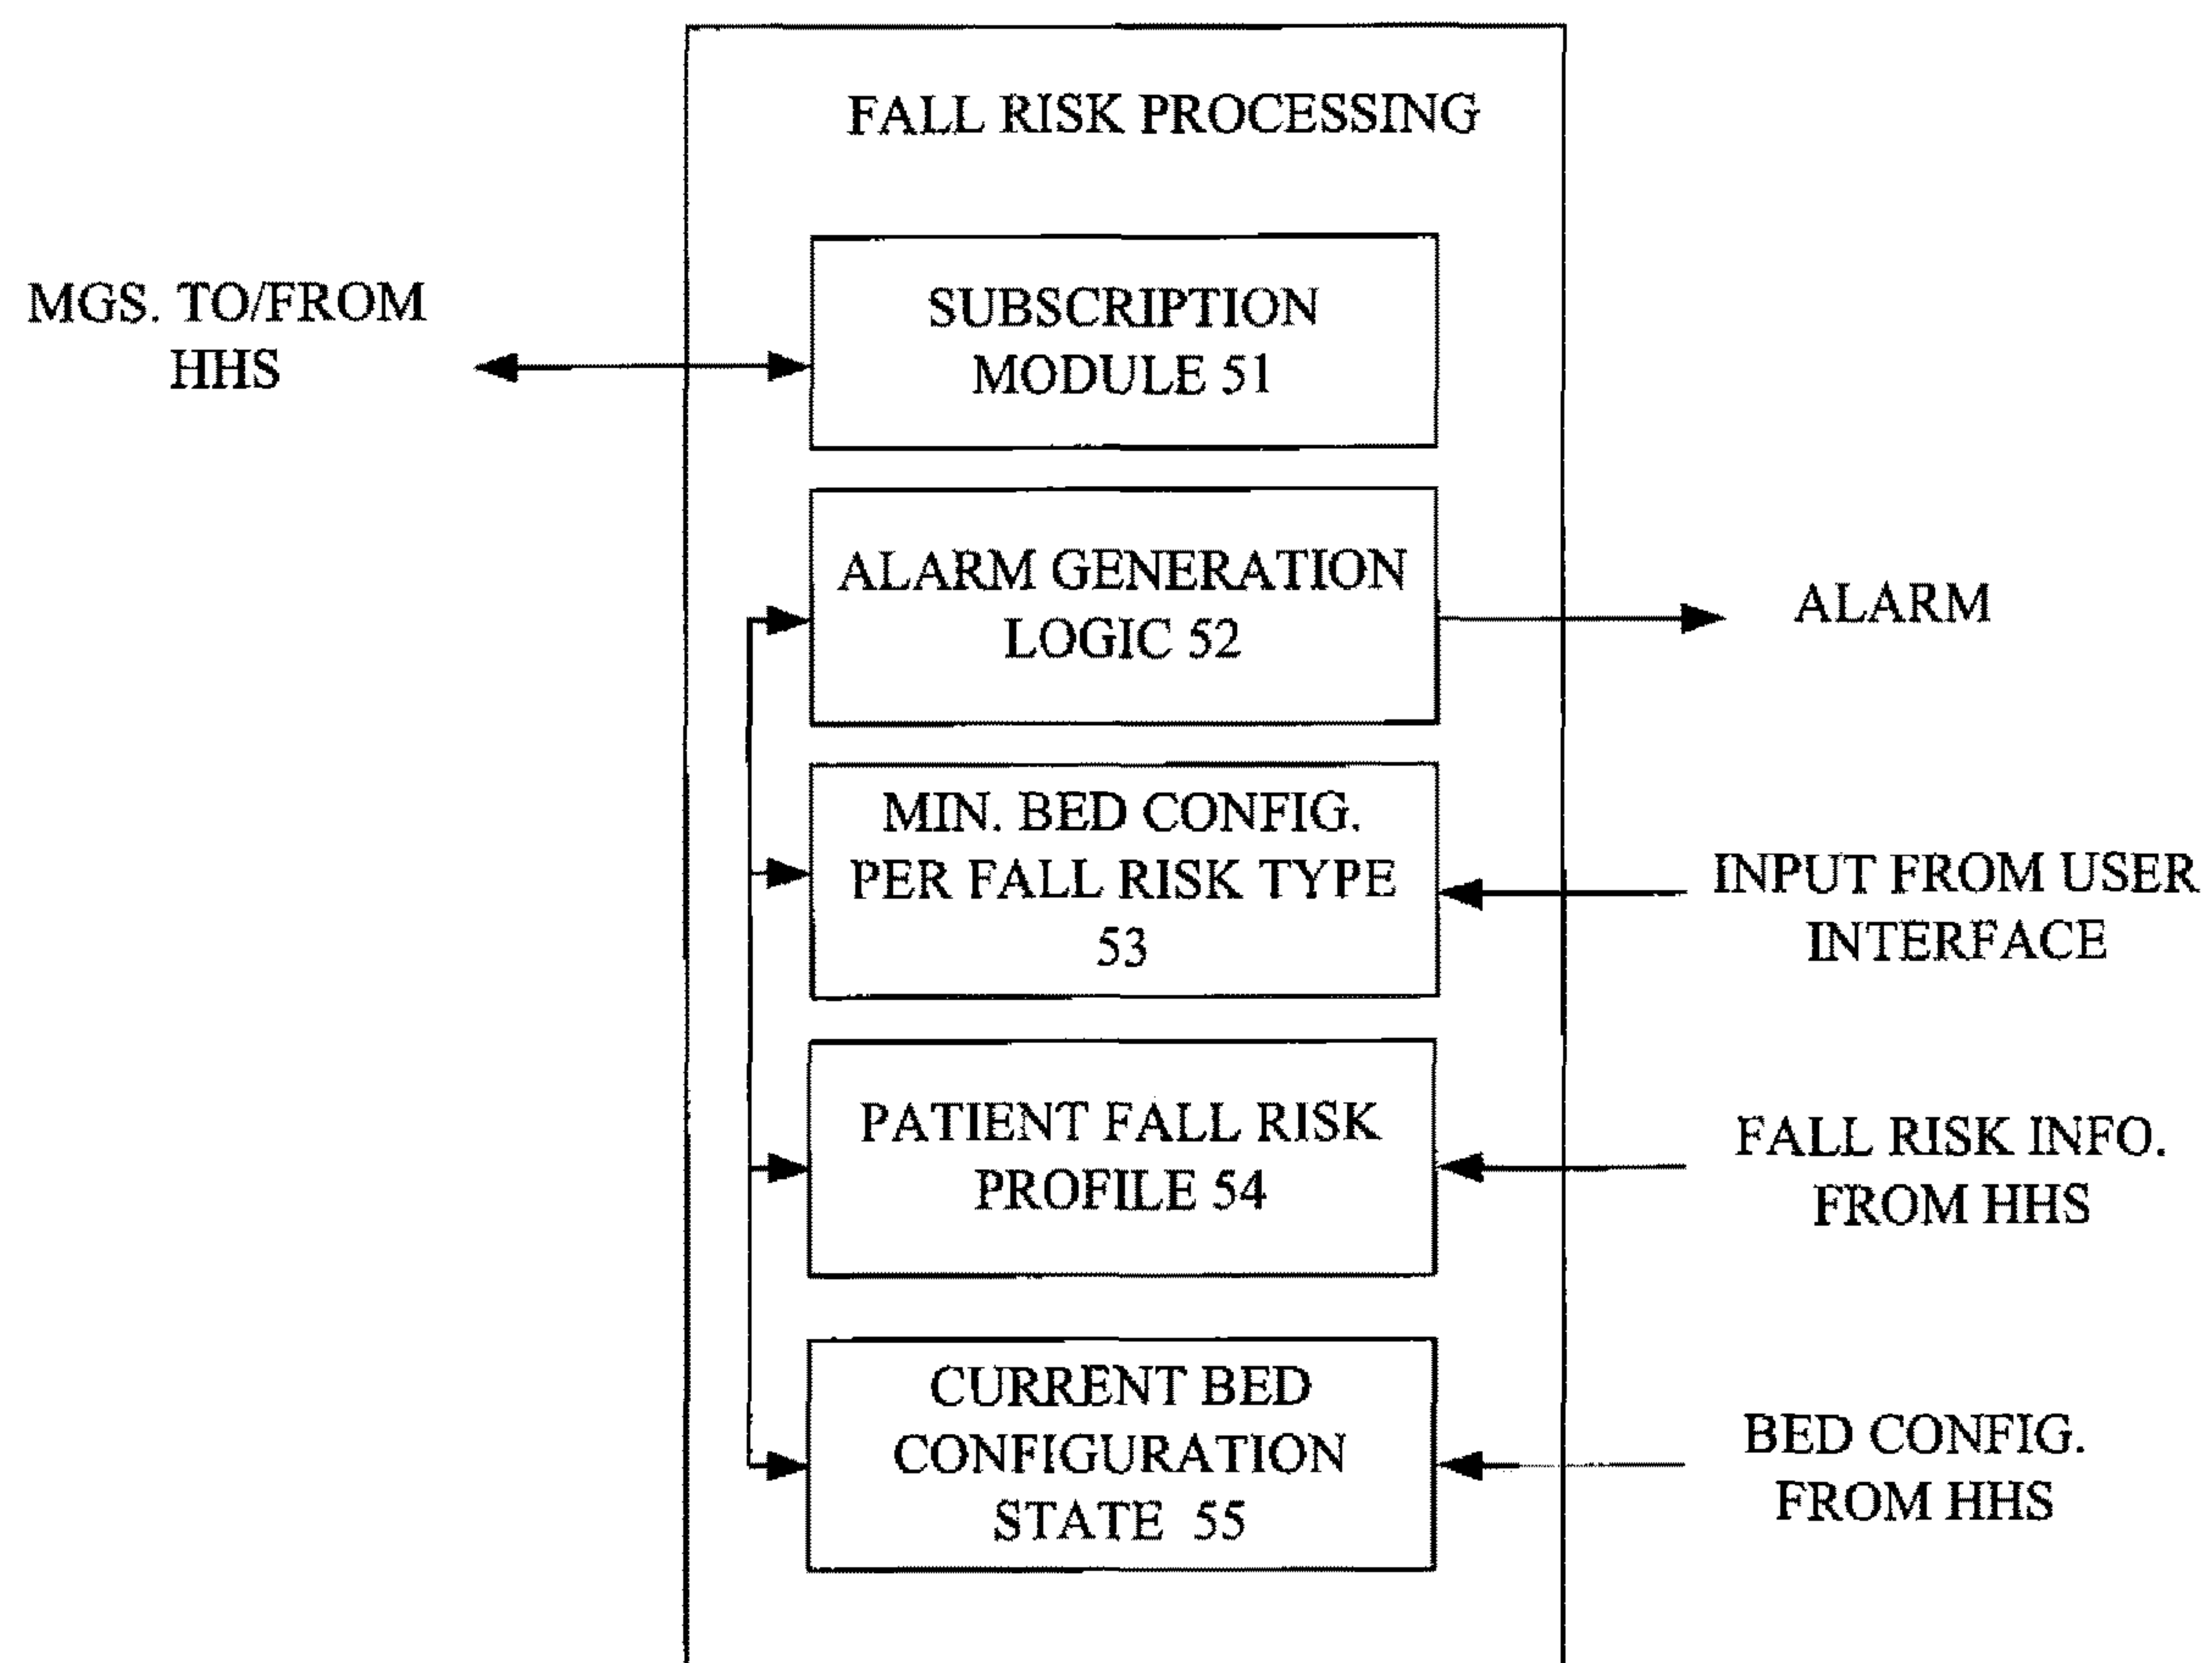 FALL RISK PROCESSING
MGS. TO/FROM
HHS
SUBSCRIPTION
MODULE 51
ALARM GENERATION
LOGIC 52
ALARM
MIN. BED CONFIG.
PER FALL RISK TYPE
53
INPUT FROM USER
INTERFACE
PATIENT FALL RISK
PROFILE 54
FALL RISK INFO.
FROM HHS
CURRENT BED
CONFIGURATION
STATE 55
BED CONFIG.
FROM HHS